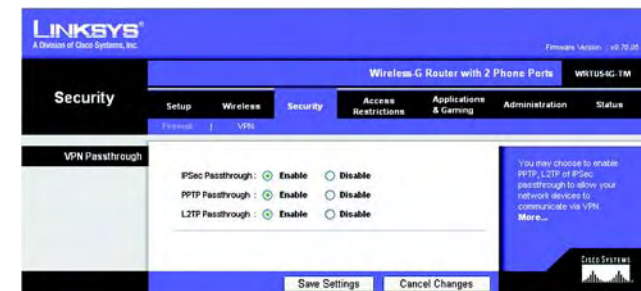 LINKSYS®
A Division of Cisco Systems, Inc.
Firmware Version : v0.70.05
Wireless-G Router with 2 Phone Ports WRTU54G-TM
Security
Setup Wireless Security Access Restrictions Applications & Gaming Administration Status
Firewall | VPN
VPN Passthrough
IPSec Passthrough : Enable Disable
PPTP Passthrough : Enable Disable
L2TP Passthrough : Enable Disable
You may choose to enable
PPTP, L2TP of IPSec
passthrough to allow your
network devices to
communicate via VPN.
More...
CISCO SYSTEMS
Save Settings Cancel Changes